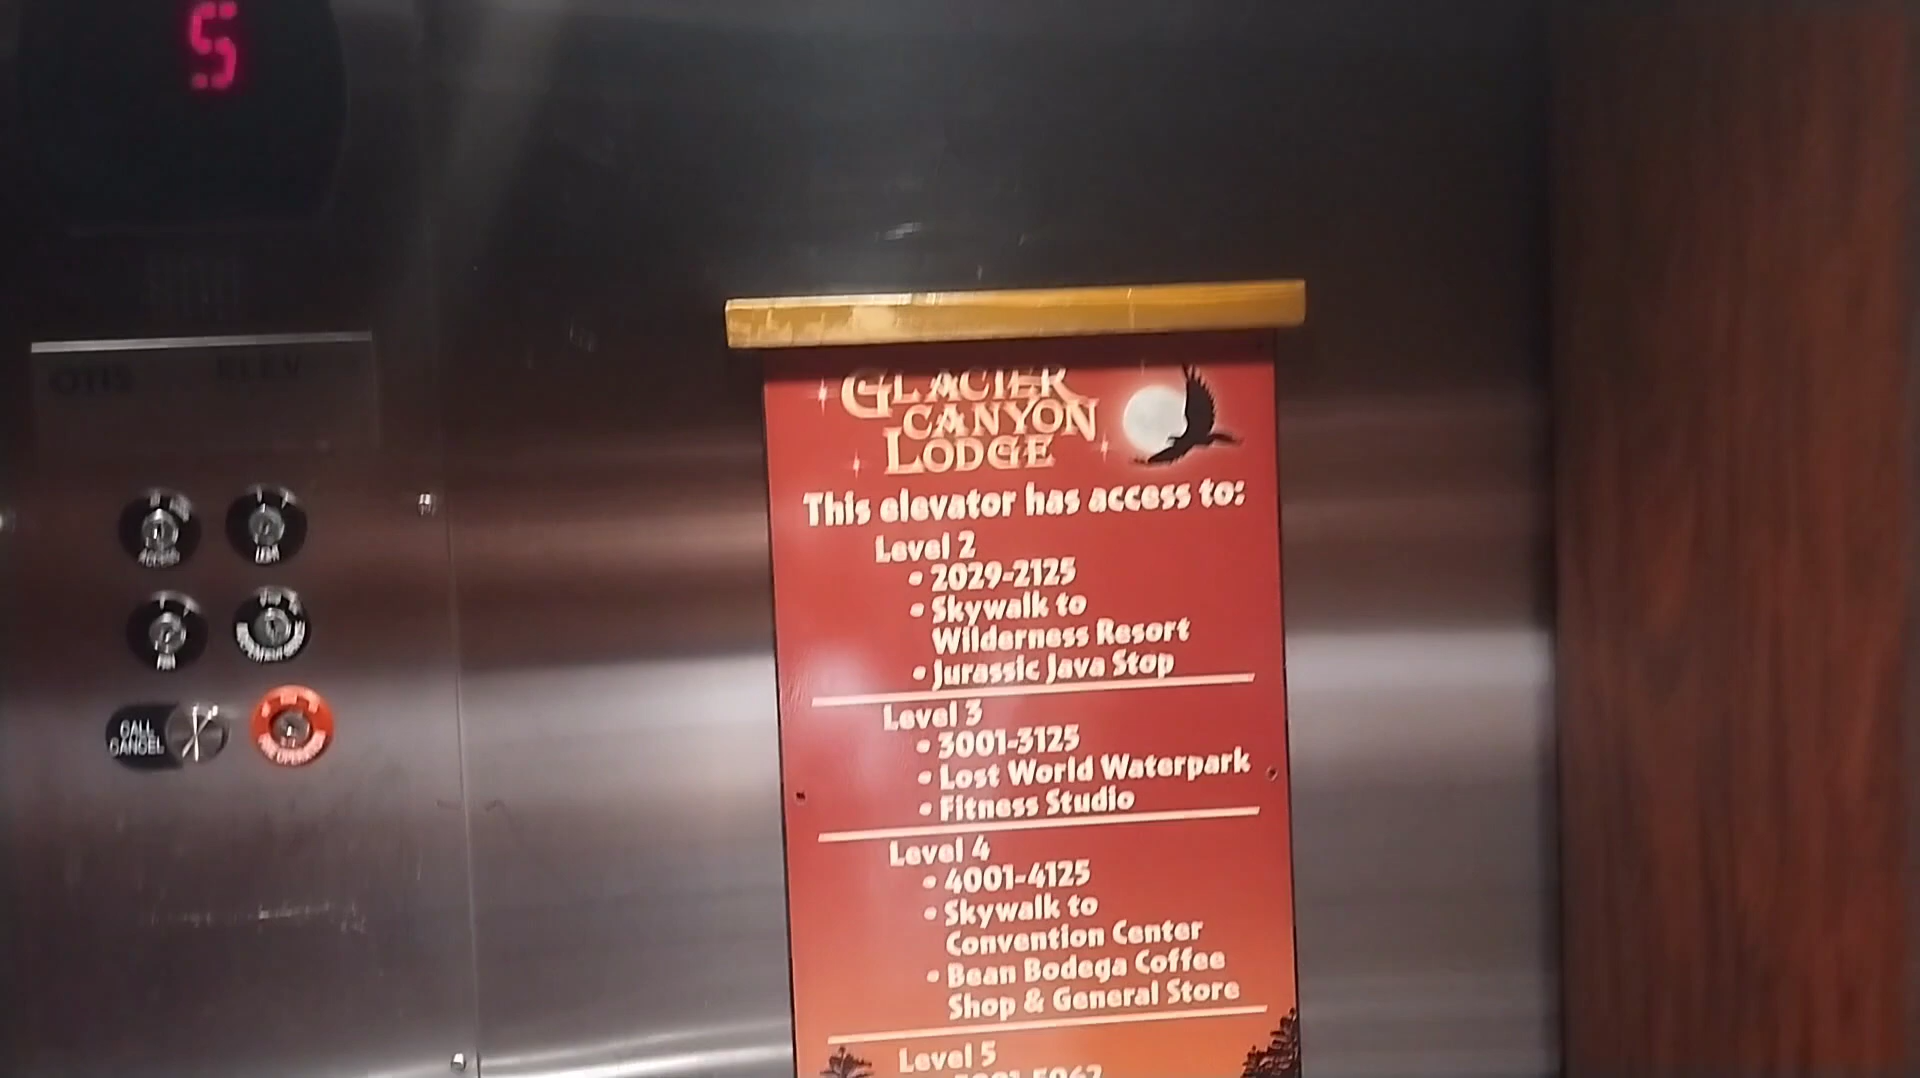 5
OTIS ELEV
CALL
CANCEL
GLACIER
CANYON
LODGE
This elevator has access to:
Level 2
• 2029-2125
• Skywalk to
Wilderness Resort
• Jurassic Java Stop
Level 3
• 3001-3125
• Lost World Waterpark
• Fitness Studio
Level 4
• 4001-4125
• Skywalk to
Convention Center
• Bean Bodega Coffee
Shop & General Store
Level 5